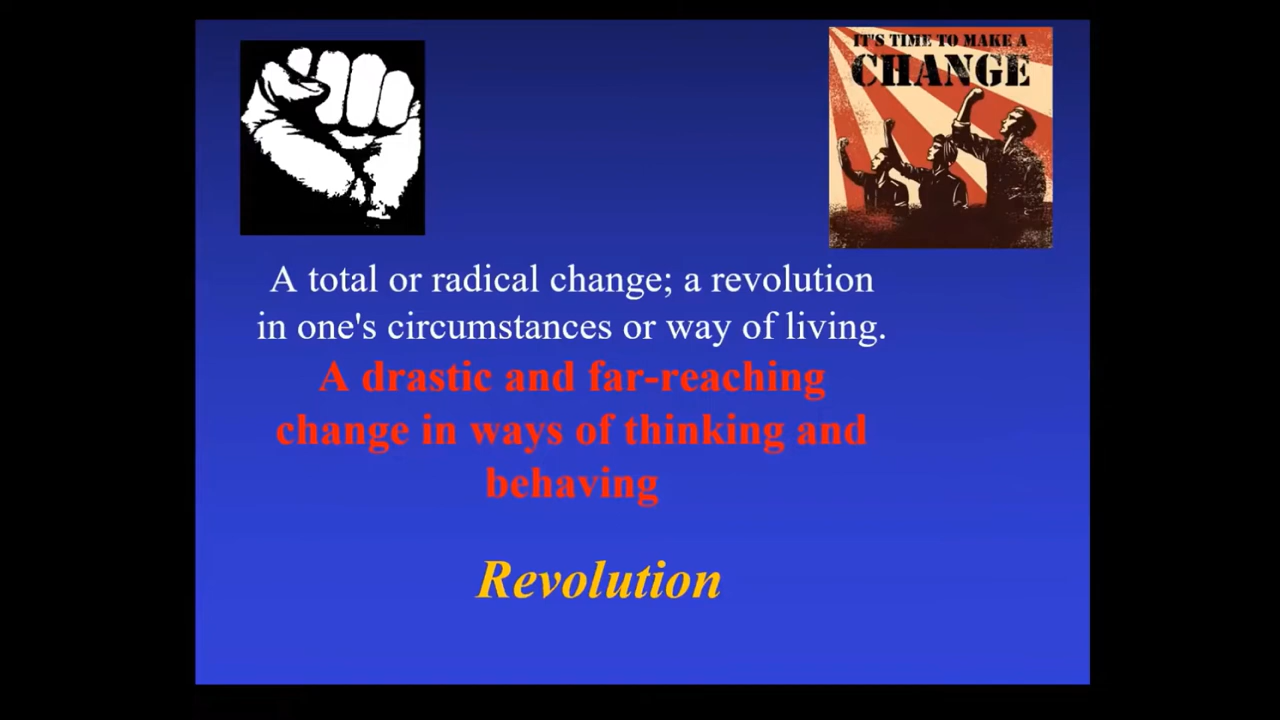 IT'S TIME TO MAKE A
CHANGE
A total or radical change; a revolution
in one's circumstances or way of living.
A drastic and far-reaching
change in ways of thinking and
behaving
Revolution